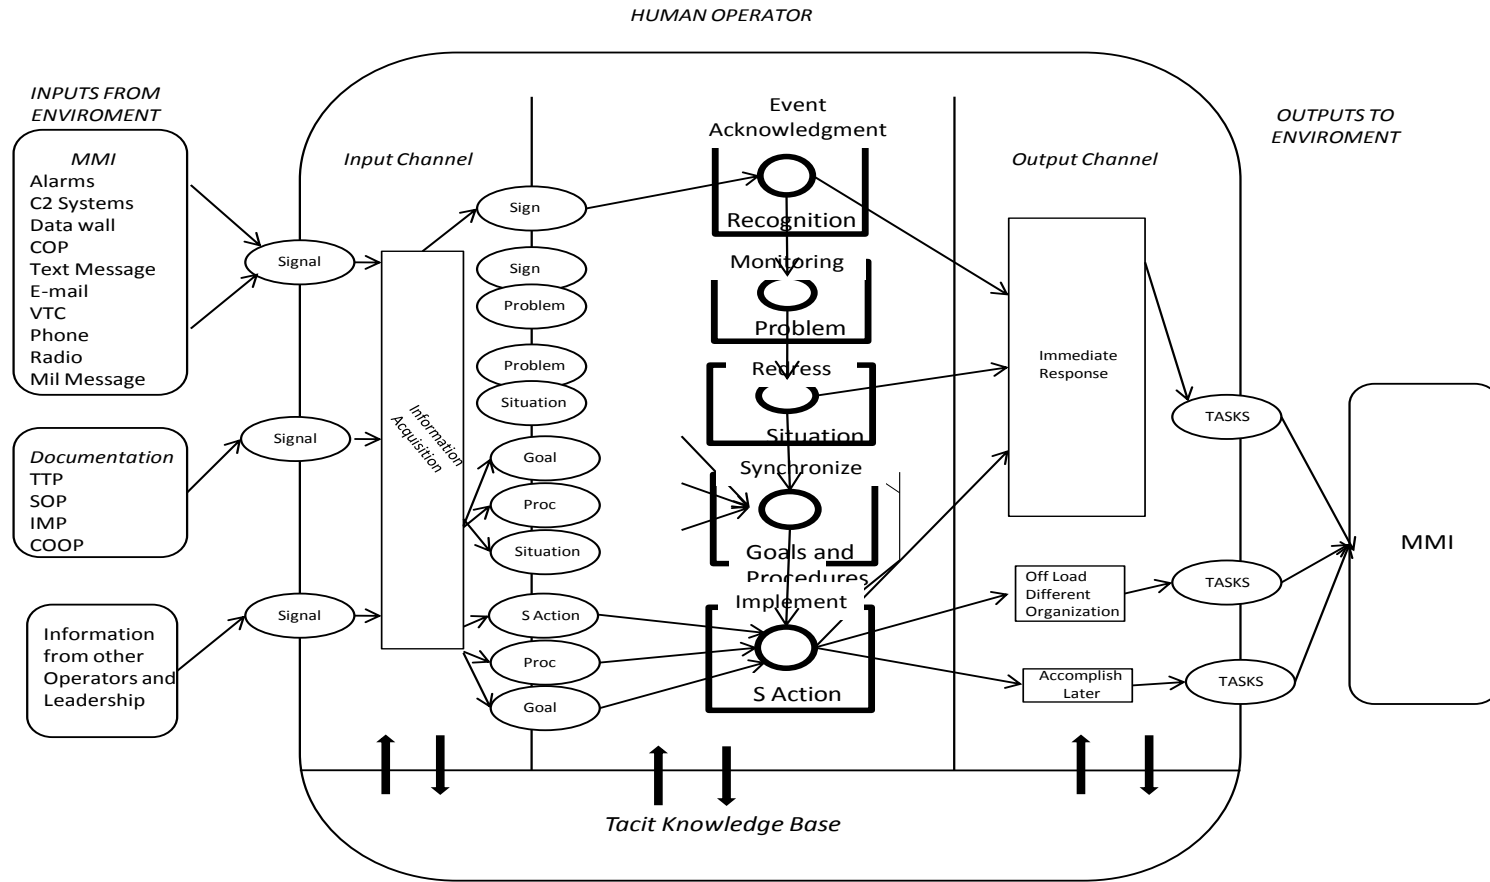 HUMAN OPERATOR
INPUTS FROM
ENVIROMENT
MMI
Alarms
C2 Systems
Data wall
COP
Text Message
E-mail
VTC
Phone
Radio
Mil Message
Documentation
TTP
SOP
IMP
COOP
Information
from other
Operators and
Leadership
Signal
Signal
Signal
Input Channel
Information
Acquisition
Sign
Sign
Problem
Problem
Situation
Goal
Proc
Situation
S Action
Proc
Goal
Event
Acknowledgment
Recognition
Monitoring
Problem
Redress
Situation
Synchronize
Goals and
Procedures
Implement
S Action
Output Channel
Immediate
Response
Off Load
Different
Organization
Accomplish
Later
TASKS
TASKS
TASKS
OUTPUTS TO
ENVIROMENT
MMI
Tacit Knowledge Base